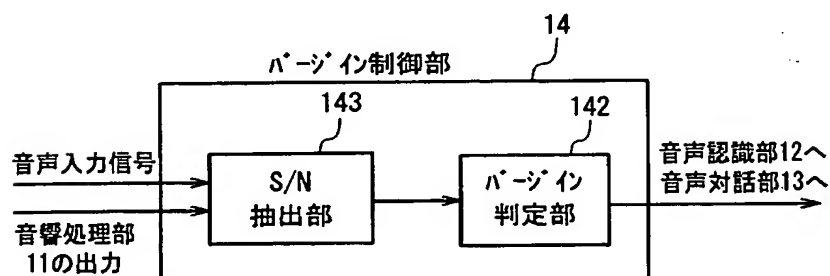 14
バージイン制御部
143
142
音声入力信号
S/N
抽出部
バージイン
判定部
音声認識部12へ
音声対話部13へ
音響処理部
11の出力